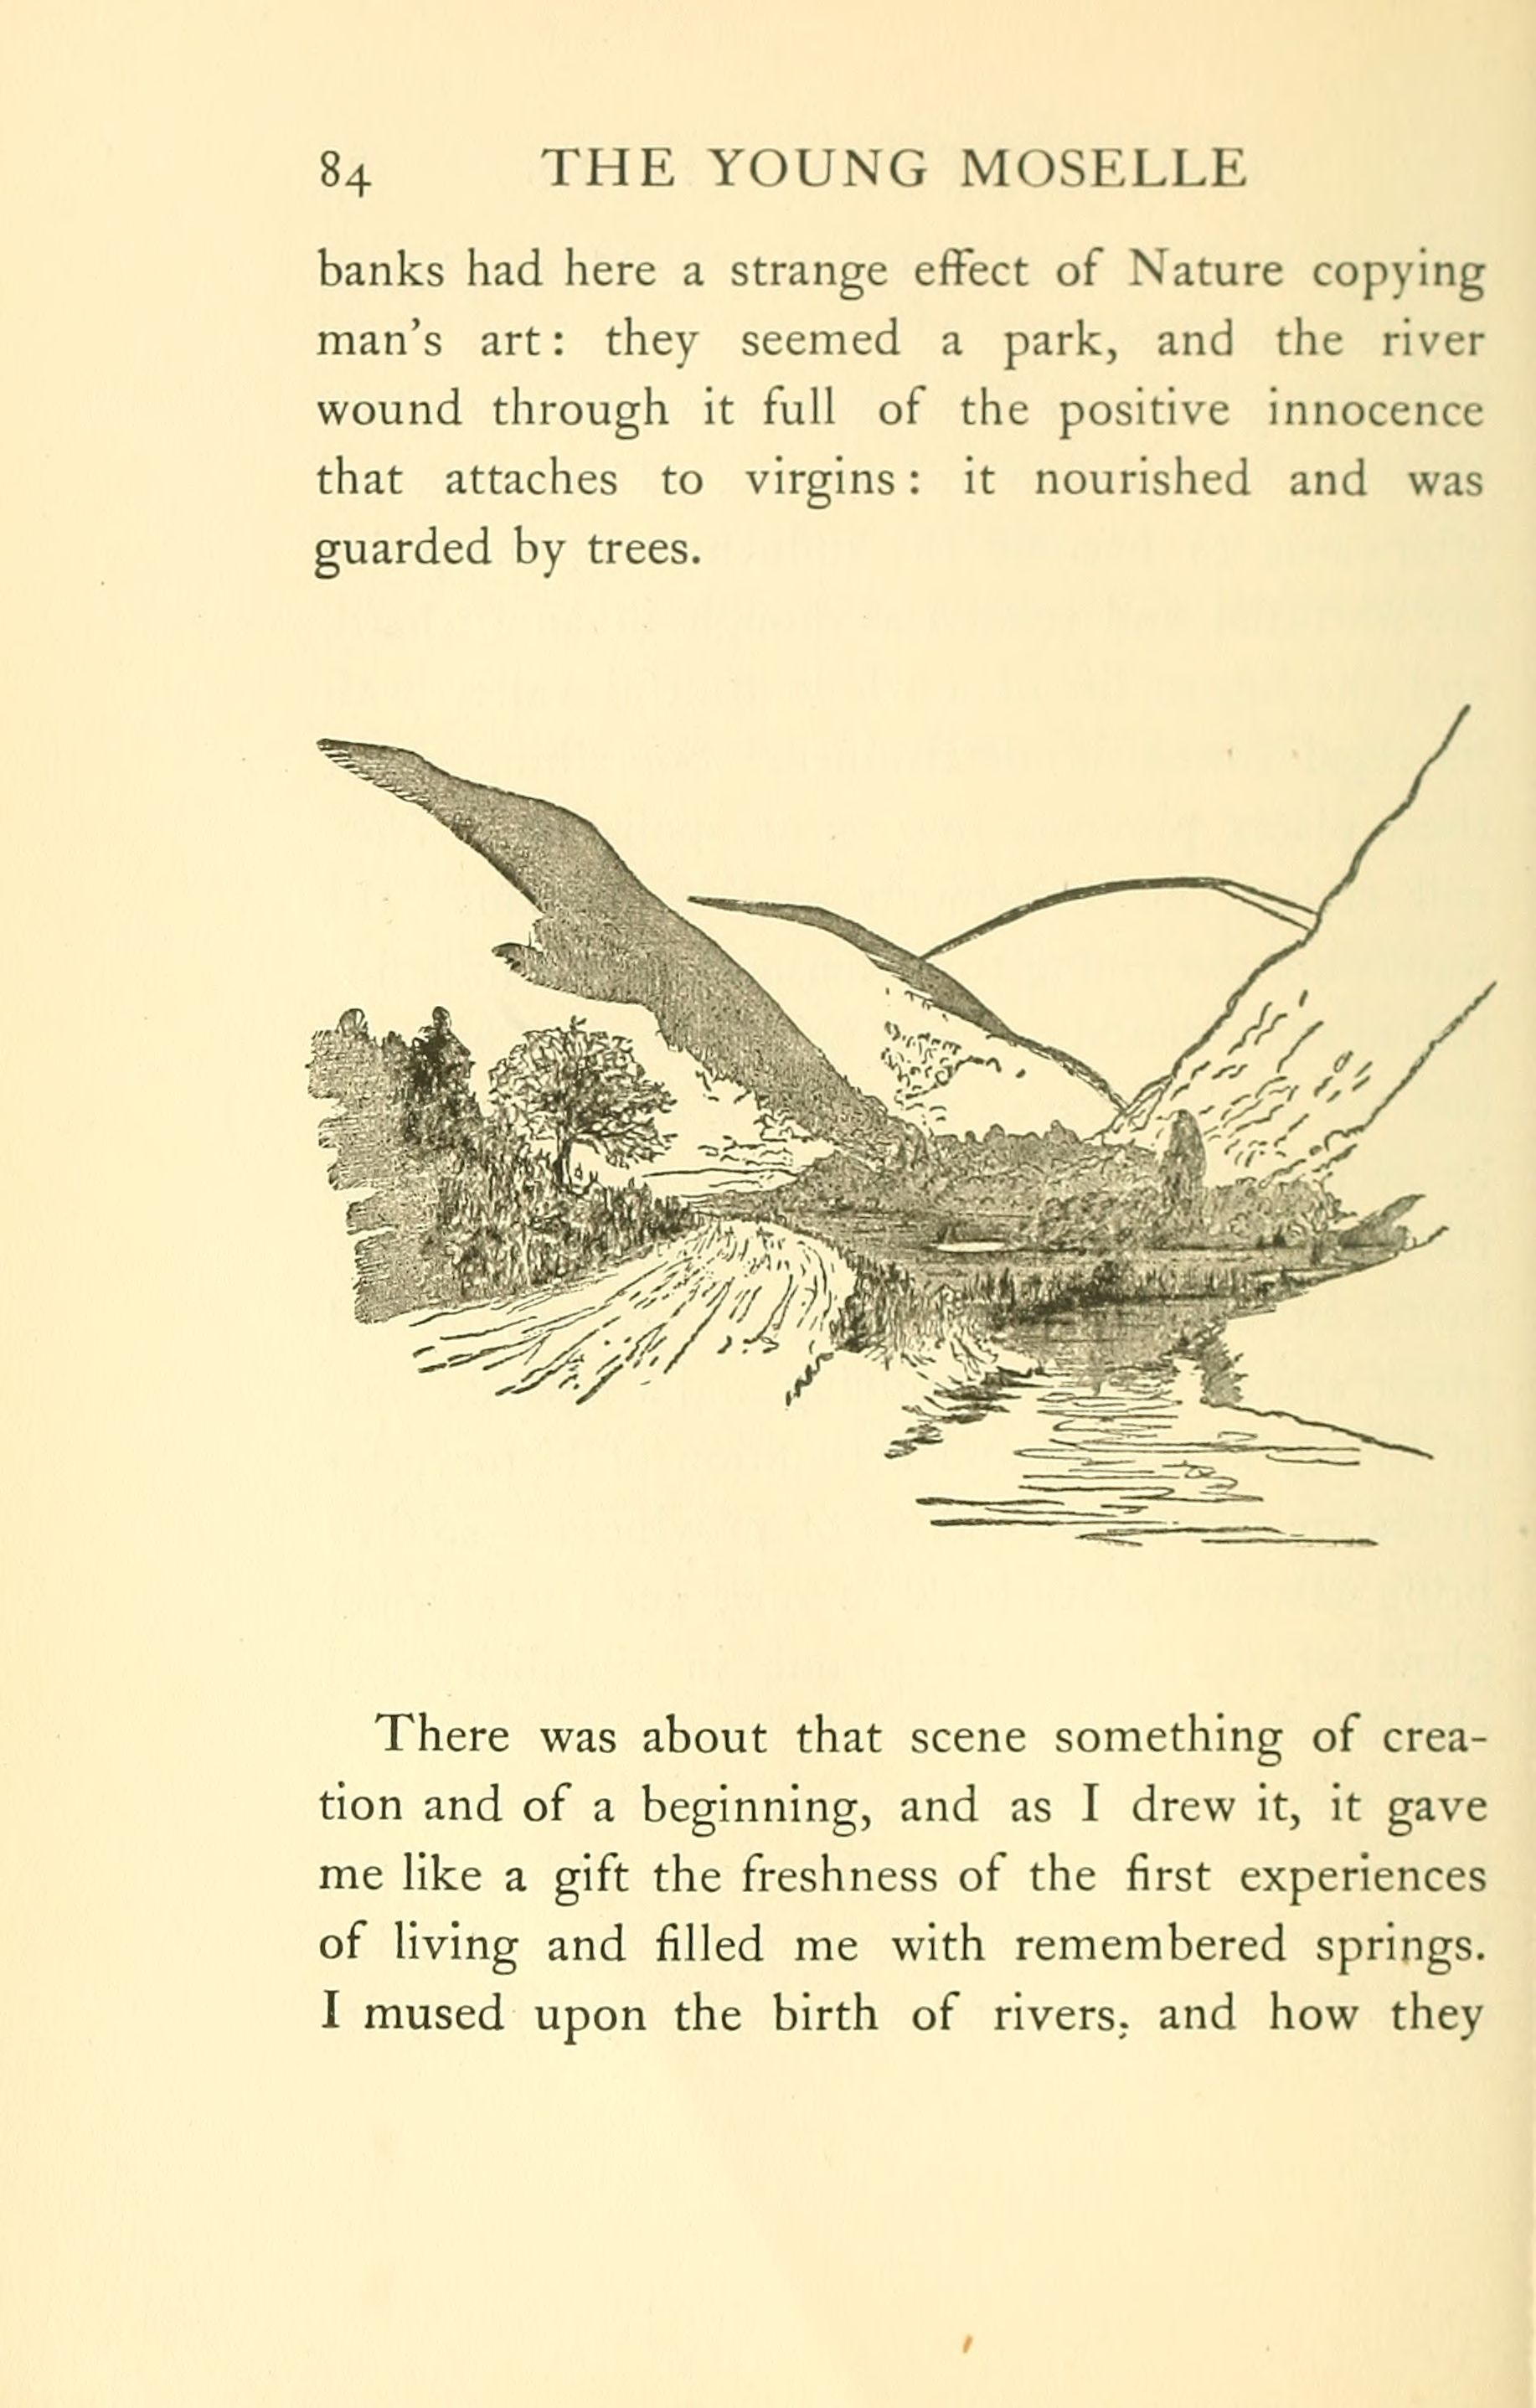 84 THE YOUNG MOSELLE
banks had here a strange effect of Nature copying
man's art: they seemed a park, and the river
wound through it full of the positive innocence
that attaches to virgins: it nourished and was
guarded by trees.
There was about that scene something of crea-
tion and of a beginning, and as I drew it, it gave
me like a gift the freshness of the first experiences
of living and filled me with remembered springs.
I mused upon the birth of rivers, and how they